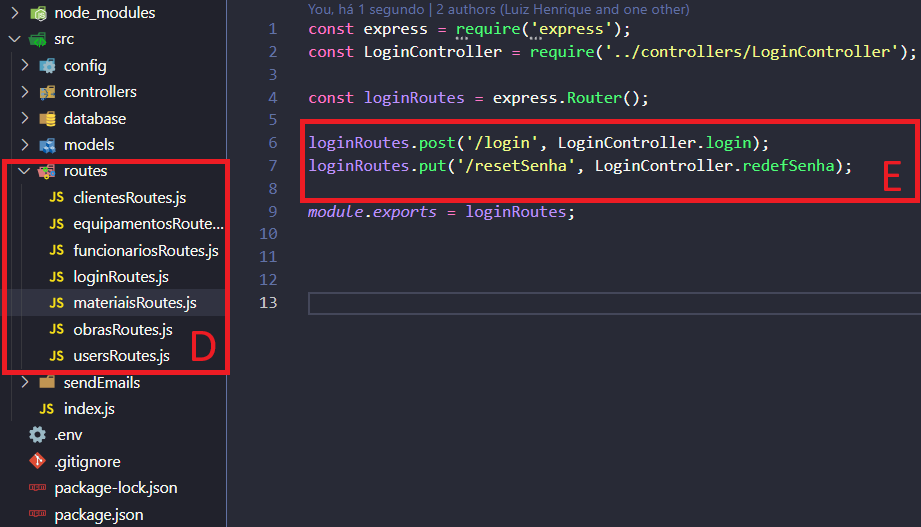 node_modules
src
config
controllers
database
models
routes
JS clientesRoutes.js
JS equipamentosRoute...
JS funcionariosRoutes.js
JS loginRoutes.js
JS materiaisRoutes.js
JS obrasRoutes.js
JS usersRoutes.js
D
sendEmails
JS index.js
.env
.gitignore
package-lock.json
package.json
You, há 1 segundo | 2 authors (Luiz Henrique and one other)
1 const express = require('express');
2 const LoginController = require('../controllers/LoginController');
3
4 const loginRoutes = express.Router();
5
6 loginRoutes.post('/login', LoginController.login);
7 loginRoutes.put('/resetSenha', LoginController.redefSenha);
E
8
9 module.exports = loginRoutes;
10
11
12
13